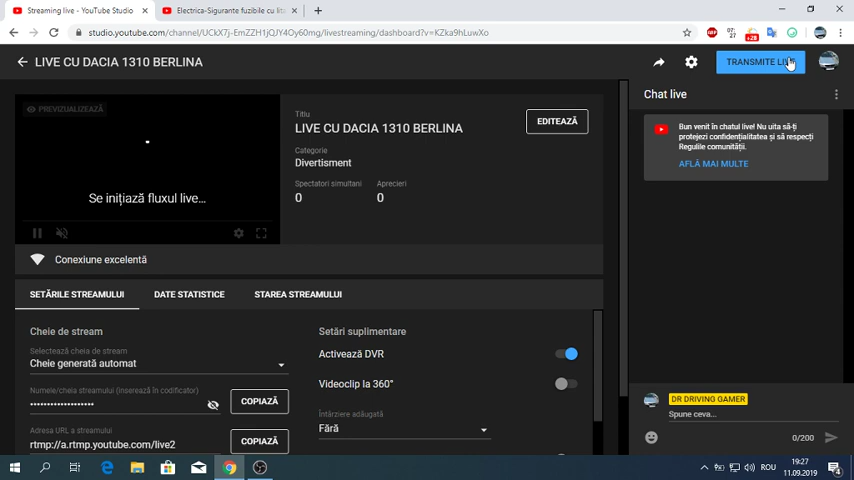 Streaming live - YouTube Studio
Electrica-Sigurante fuzibile cu lit
studio.youtube.com/channel/UCkX7j-EmZZH1jQJY4Oy60mg/livestreaming/dashboard?v=KZka9hLuwXo
07:
27
+28
LIVE CU DACIA 1310 BERLINA
TRANSMITE LIVE
PREVIZUALIZEAZĂ
Se inițiază fluxul live...
Titlu
LIVE CU DACIA 1310 BERLINA
EDITEAZĂ
Categorie
Divertisment
Spectatori simultani
Aprecieri
0
0
Conexiune excelentă
SETĂRILE STREAMULUI
DATE STATISTICE
STAREA STREAMULUI
Cheie de stream
Selectează cheia de stream
Cheie generată automat
Numele/cheia streamului (inserează în codificator)
••••••••••••••••••••
COPIAZĂ
Adresa URL a streamului
rtmp://a.rtmp.youtube.com/live2
COPIAZĂ
Setări suplimentare
Activează DVR
Videoclip la 360°
Întârziere adăugată
Fără
Chat live
Bun venit în chatul live! Nu uita să-ți
protejezi confidențialitatea și să respecți
Regulile comunității.
AFLĂ MAI MULTE
DR DRIVING GAMER
Spune ceva...
0/200
ROU
19:27
11.09.2019
4